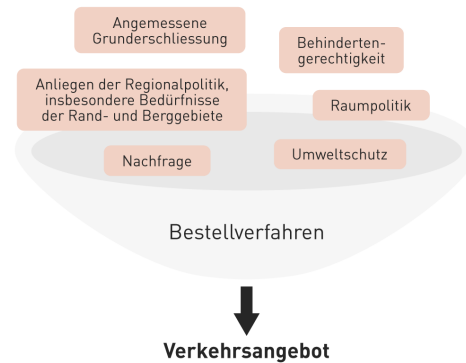 Angemessene
Grunderschliessung
Behinderten-
gerechtigkeit
Anliegen der Regionalpolitik,
insbesondere Bedürfnisse
der Rand- und Berggebiete
Raumpolitik
Nachfrage
Umweltschutz
Bestellverfahren
Verkehrsangebot